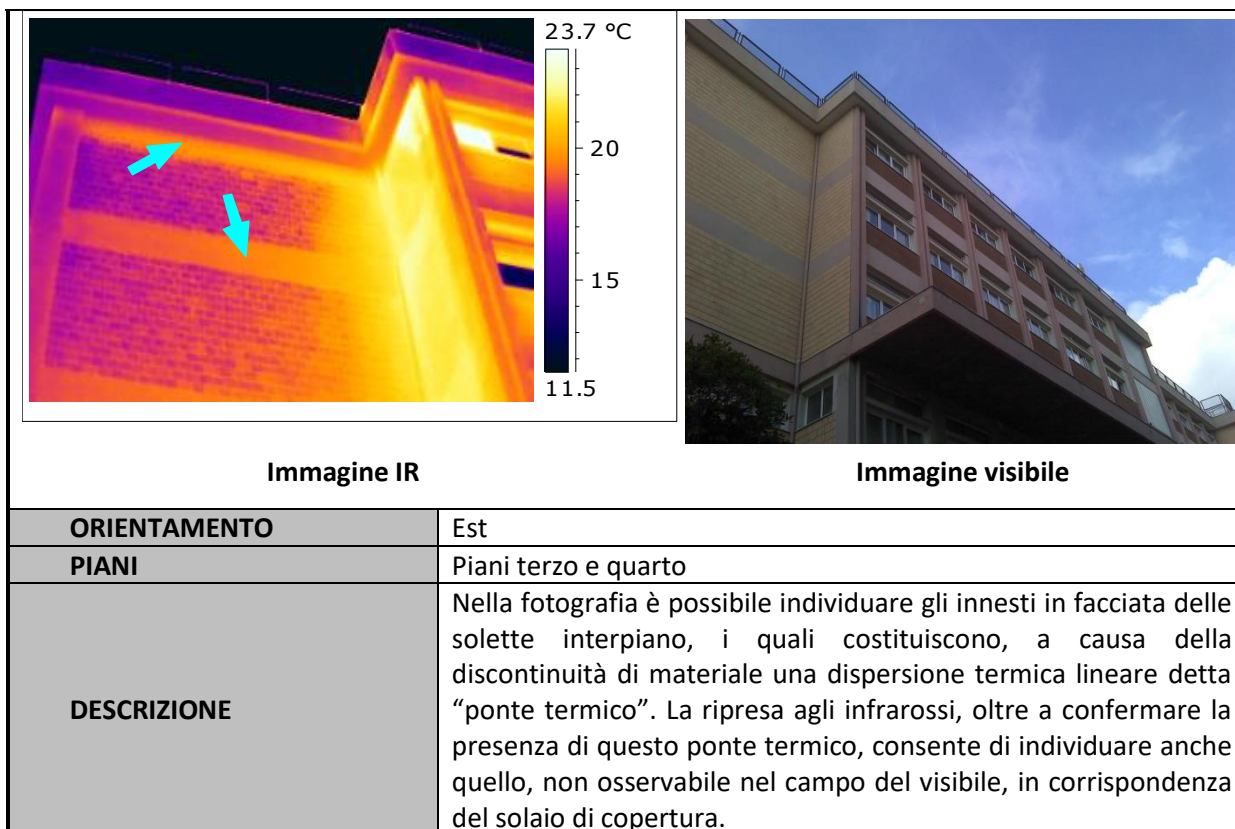 23.7 °C
20
15
11.5
Immagine IR
Immagine visibile
ORIENTAMENTO
Est
PIANI
Piani terzo e quarto
DESCRIZIONE
Nella fotografia è possibile individuare gli innesti in facciata delle
solette interpiano, i quali costituiscono, a causa della
discontinuità di materiale una dispersione termica lineare detta
“ponte termico”. La ripresa agli infrarossi, oltre a confermare la
presenza di questo ponte termico, consente di individuare anche
quello, non osservabile nel campo del visibile, in corrispondenza
del solaio di copertura.